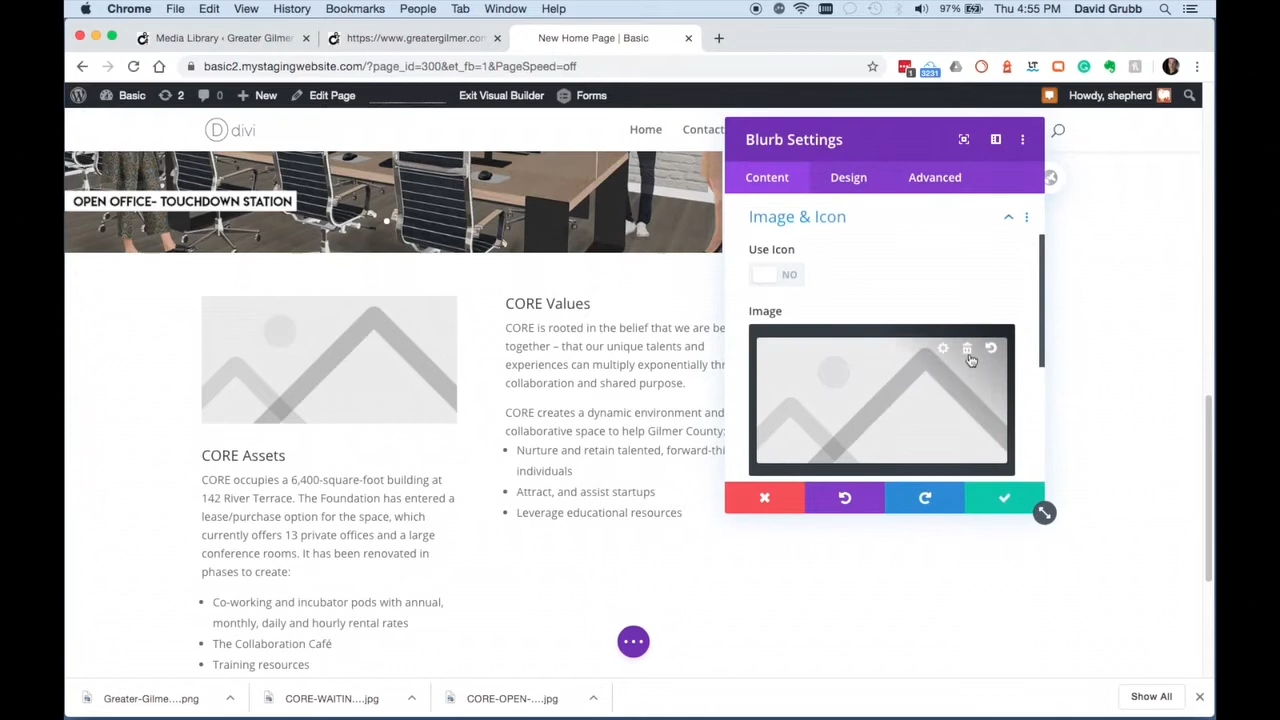 Chrome File Edit View History Bookmarks People Tab Window Help 97% Thu 4:55 PM David Grubb
Media Library ‹ Greater Gilmer
https://www.greatergilmer.com
New Home Page | Basic
basic2.mystagingwebsite.com/?page_id=300&et_fb=1&PageSpeed=off
1
5231
LT
Basic 2 0 New Edit Page Exit Visual Builder Forms Howdy, shepherd
D divi
Home Contact
OPEN OFFICE- TOUCHDOWN STATION
Blurb Settings
Content Design Advanced
Image & Icon
Use Icon
NO
Image
CORE Assets
CORE occupies a 6,400-square-foot building at
142 River Terrace. The Foundation has entered a
lease/purchase option for the space, which
currently offers 13 private offices and a large
conference rooms. It has been renovated in
phases to create:
Co-working and incubator pods with annual,
monthly, daily and hourly rental rates
The Collaboration Café
Training resources
CORE Values
CORE is rooted in the belief that we are be
together – that our unique talents and
experiences can multiply exponentially thr
collaboration and shared purpose.
CORE creates a dynamic environment and
collaborative space to help Gilmer County:
Nurture and retain talented, forward-thi
individuals
Attract, and assist startups
Leverage educational resources
Greater-Gilme....png
CORE-WAITIN....jpg
CORE-OPEN-....jpg
Show All